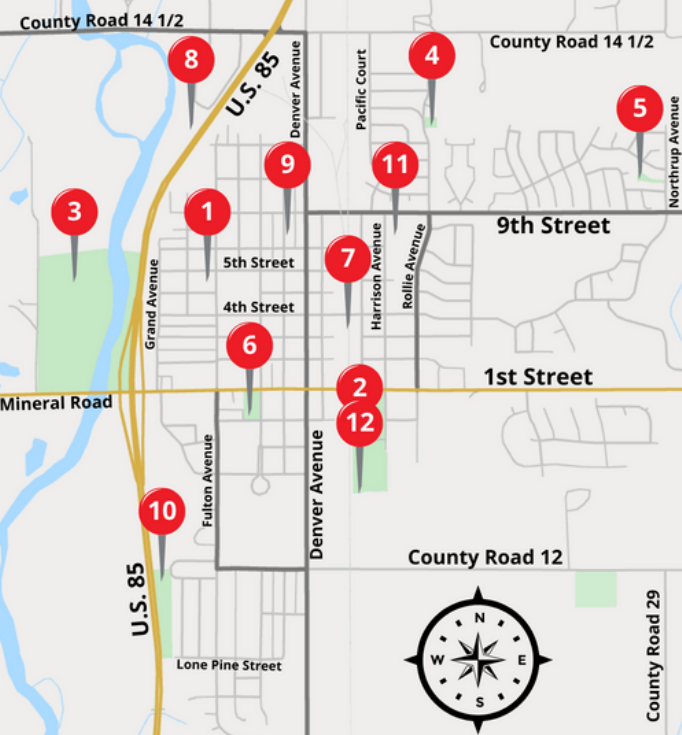 County Road 14 1/2
8
U.S. 85
Denver Avenue
Pacific Court
4
County Road 14 1/2
5
Northrup Avenue
9
11
3
1
9th Street
5th Street
7
Harrison Avenue
Rollie Avenue
Grand Avenue
4th Street
6
2
1st Street
Mineral Road
12
Fulton Avenue
Denver Avenue
10
County Road 12
U.S. 85
N
W
E
S
County Road 29
Lone Pine Street